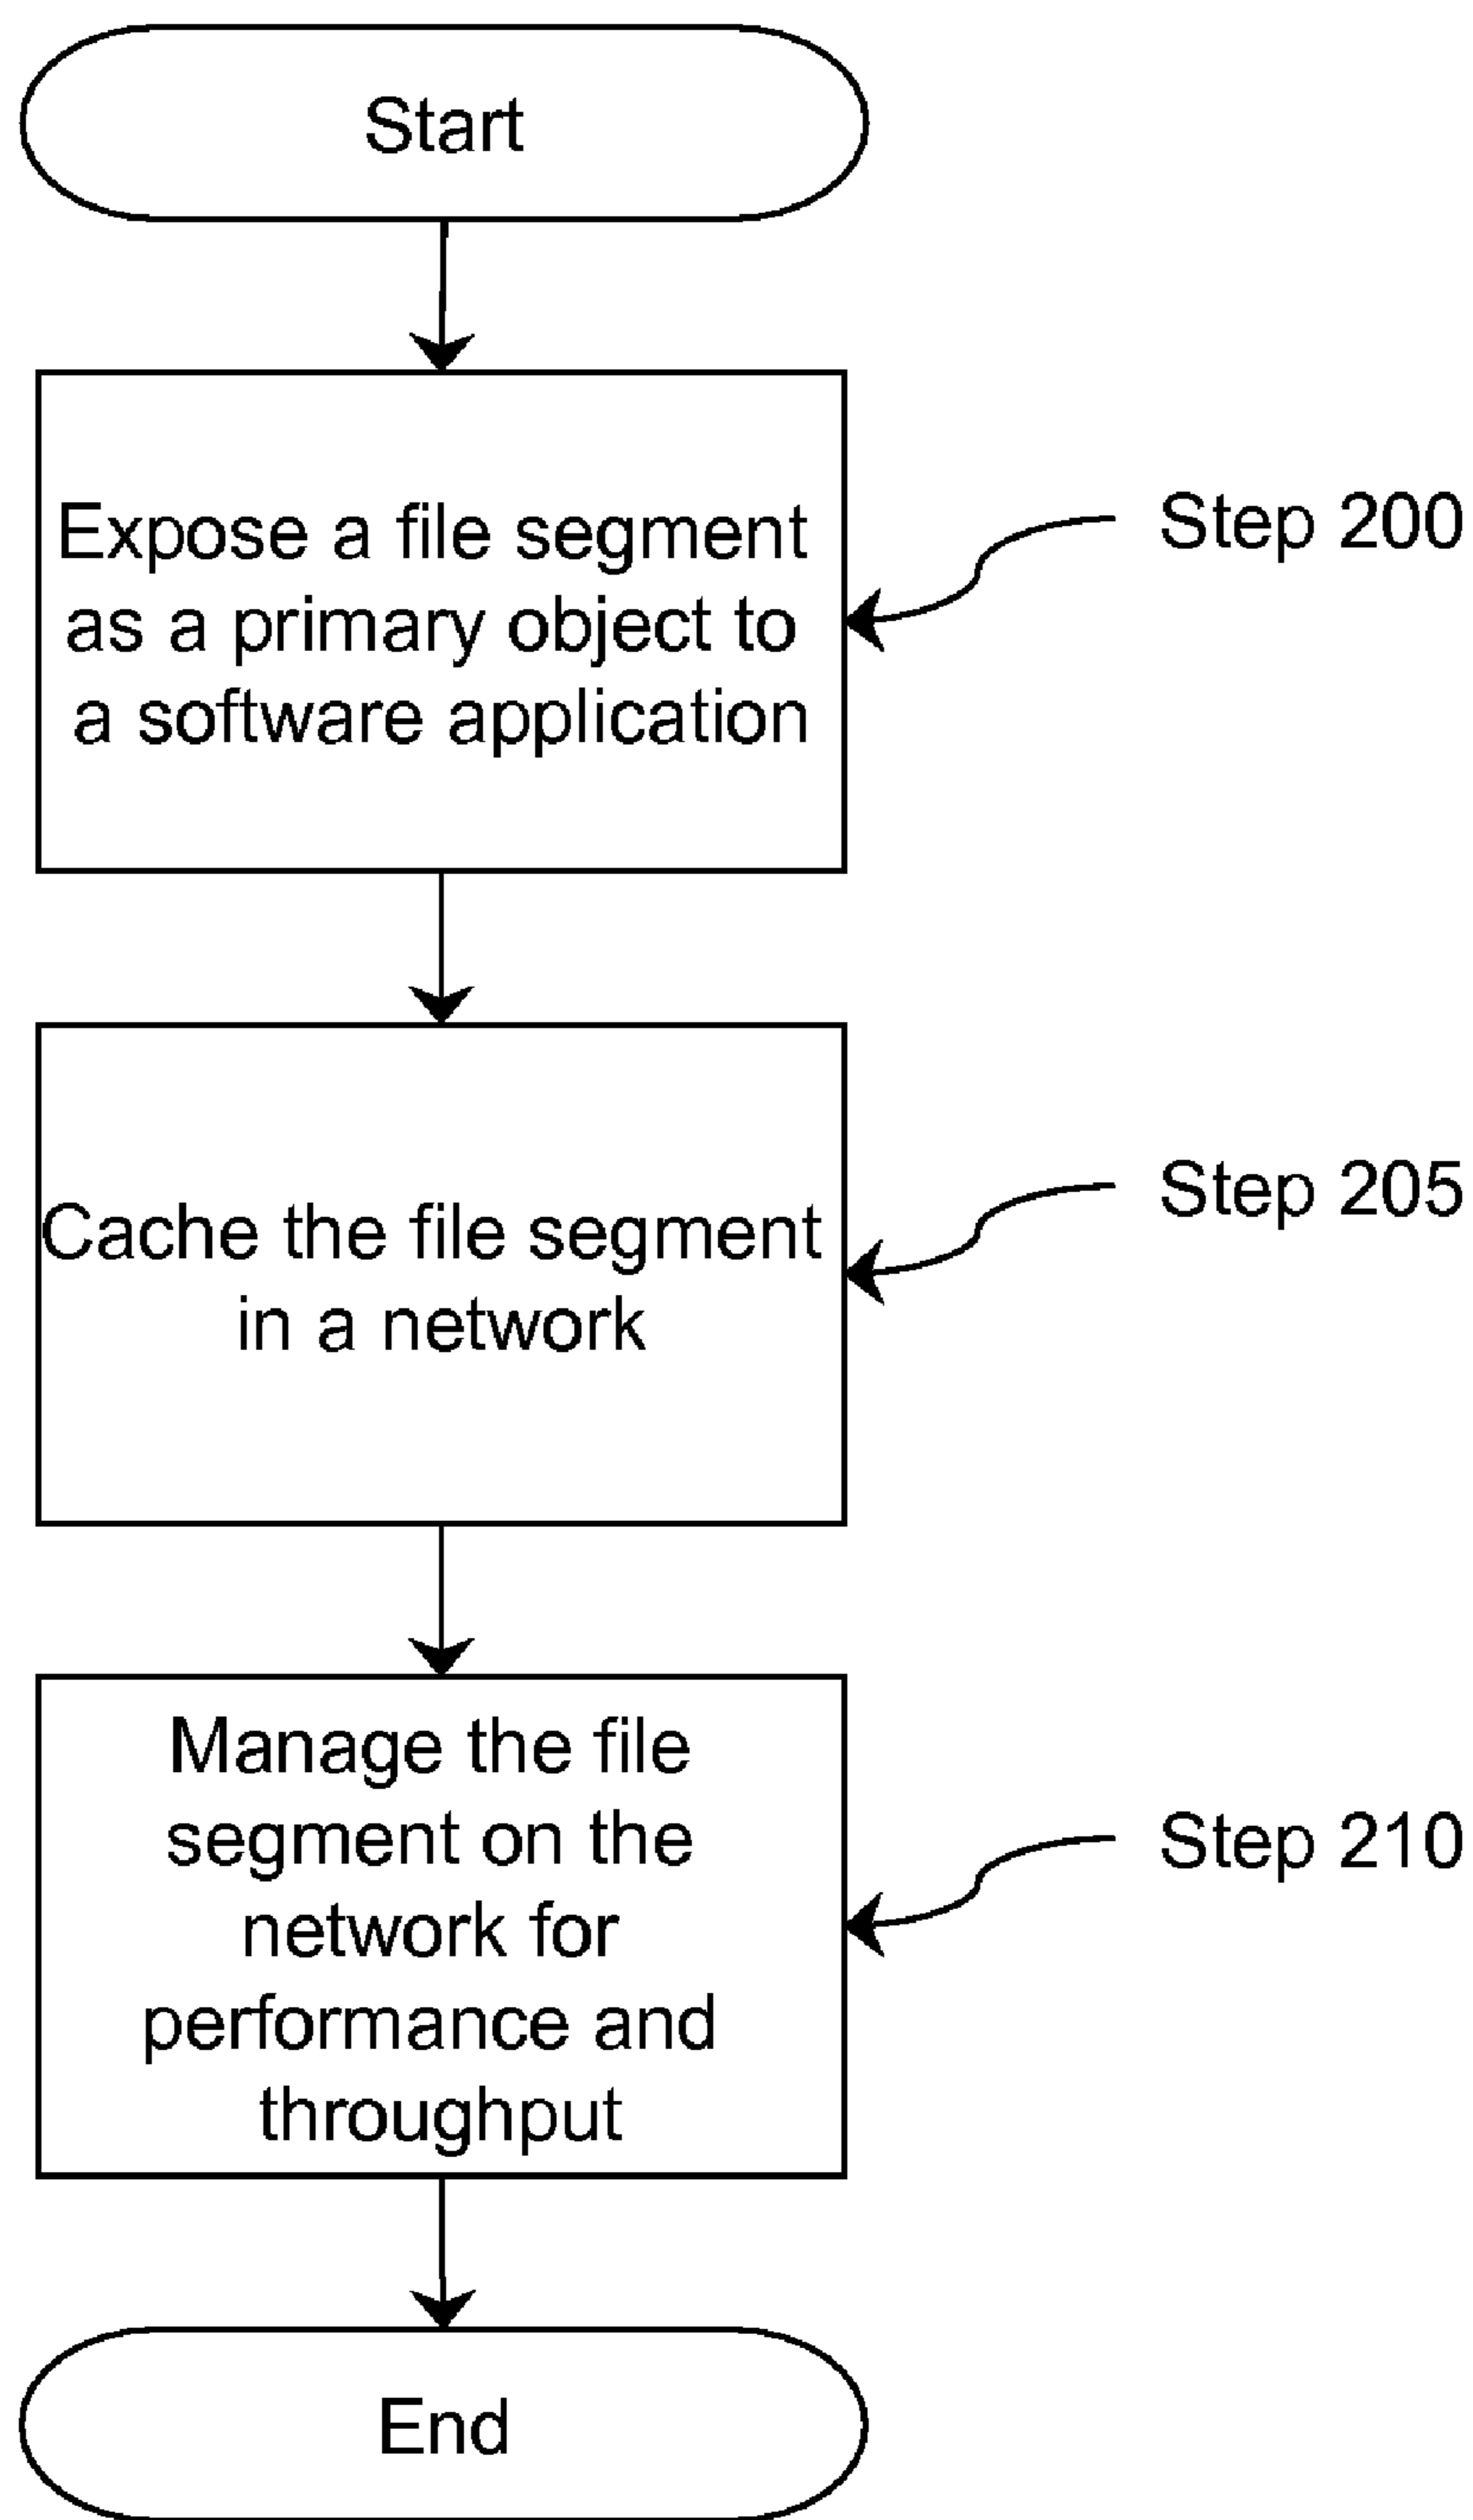 Start
Expose a file segment
as a primary object to
a software application
Step 200
Cache the file segment
in a network
Step 205
Manage the file
segment on the
network for
performance and
throughput
Step 210
End